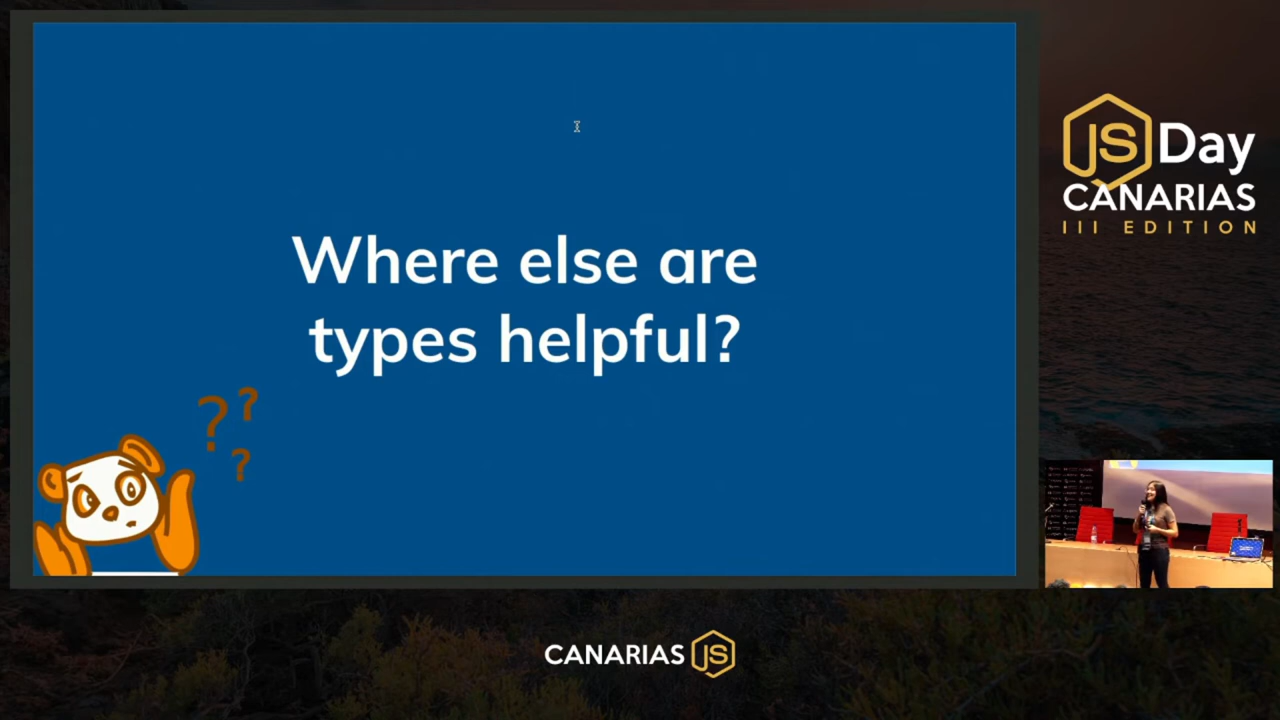 Where else are
types helpful?
? ?
?
JS Day
CANARIAS
III EDITION
CANARIAS JS